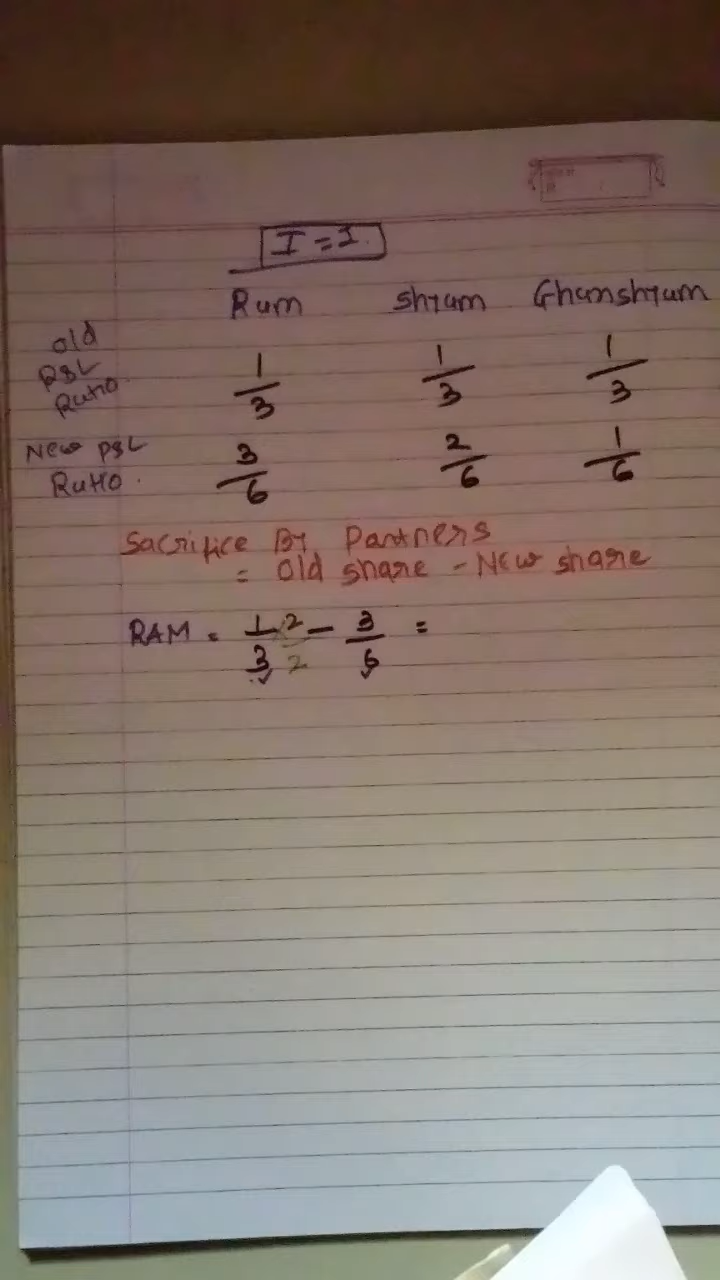 I = I.
Ram Shyam Ghanshyam
Old
P&L
Ratio.
1/3 1/3 1/3
New P&L
Ratio.
3/6 2/6 1/6
Sacrifice By Partners
= Old share - New share
RAM = 1/3 × 2/2 - 3/6 =